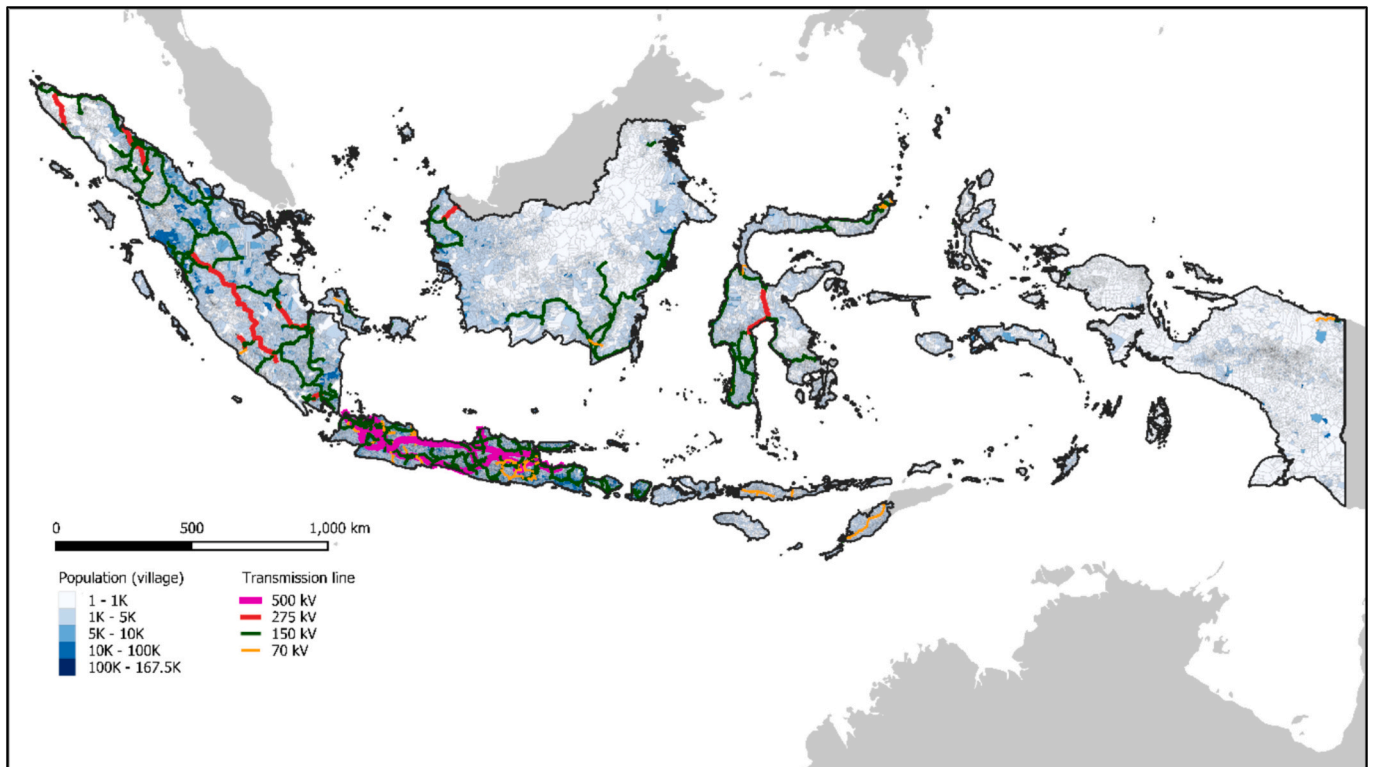 0 500 1,000 km
Population (village)
1 - 1K
1K - 5K
5K - 10K
10K - 100K
100K - 167.5K
Transmission line
500 kV
275 kV
150 kV
70 kV